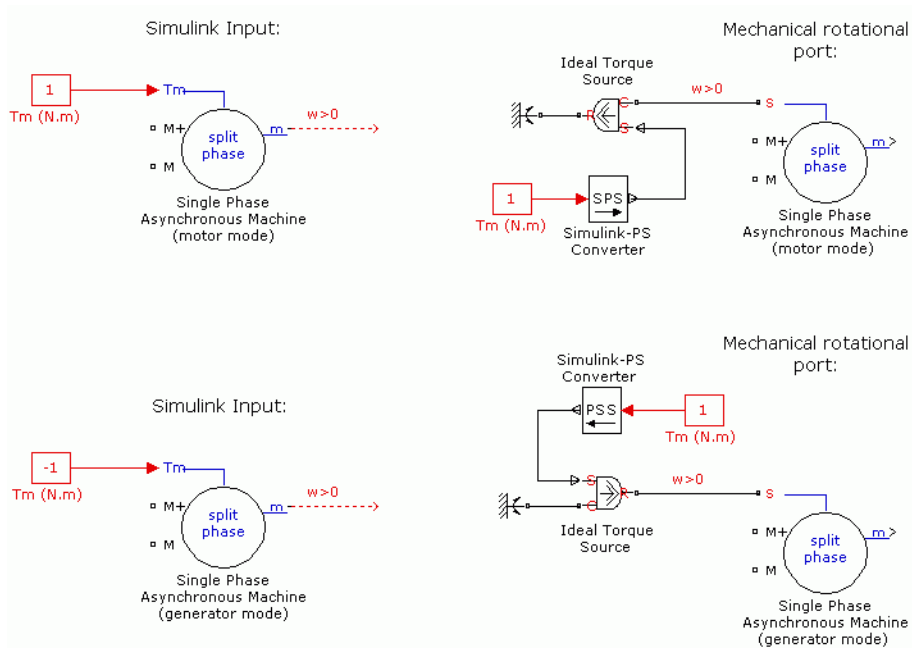 Simulink Input:
1
Tm (N.m)
Tm
M+
M
split
phase
m
w>0
Single Phase
Asynchronous Machine
(motor mode)
Mechanical rotational
port:
Ideal Torque
Source
R
C
S
w>0
S
1
Tm (N.m)
SPS
Simulink-PS
Converter
M+
M
split
phase
m
Single Phase
Asynchronous Machine
(motor mode)
Simulink Input:
-1
Tm (N.m)
Tm
M+
M
split
phase
m
w>0
Single Phase
Asynchronous Machine
(generator mode)
Mechanical rotational
port:
Simulink-PS
Converter
PSS
1
Tm (N.m)
S
C
R
w>0
S
Ideal Torque
Source
M+
M
split
phase
m
Single Phase
Asynchronous Machine
(generator mode)